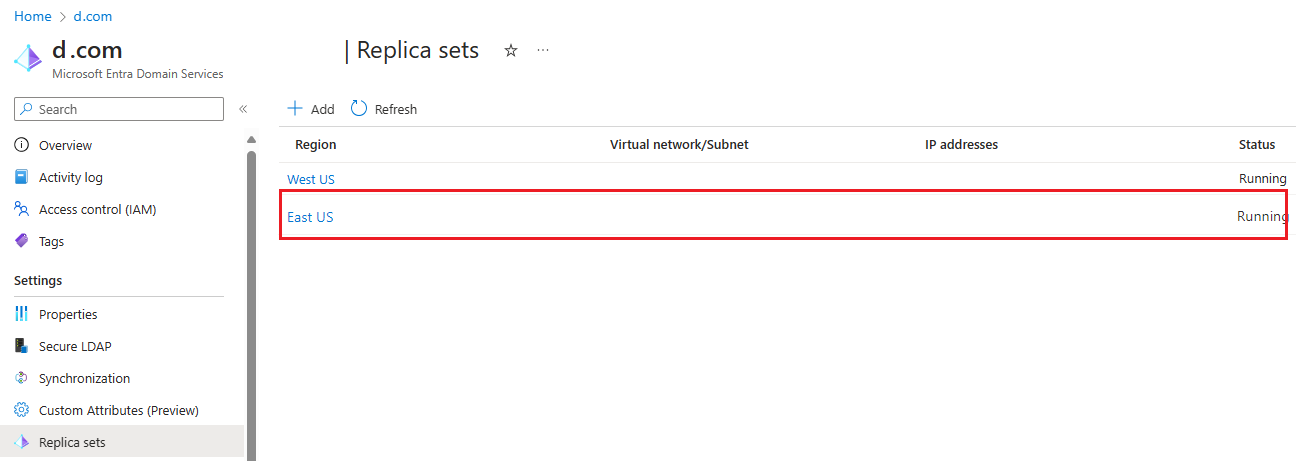 Home > d.com
d.com | Replica sets ☆ ···
Microsoft Entra Domain Services
Search «
Overview
Activity log
Access control (IAM)
Tags
Settings
Properties
Secure LDAP
Synchronization
Custom Attributes (Preview)
Replica sets
Add Refresh
Region Virtual network/Subnet IP addresses Status
West US Running
East US Running